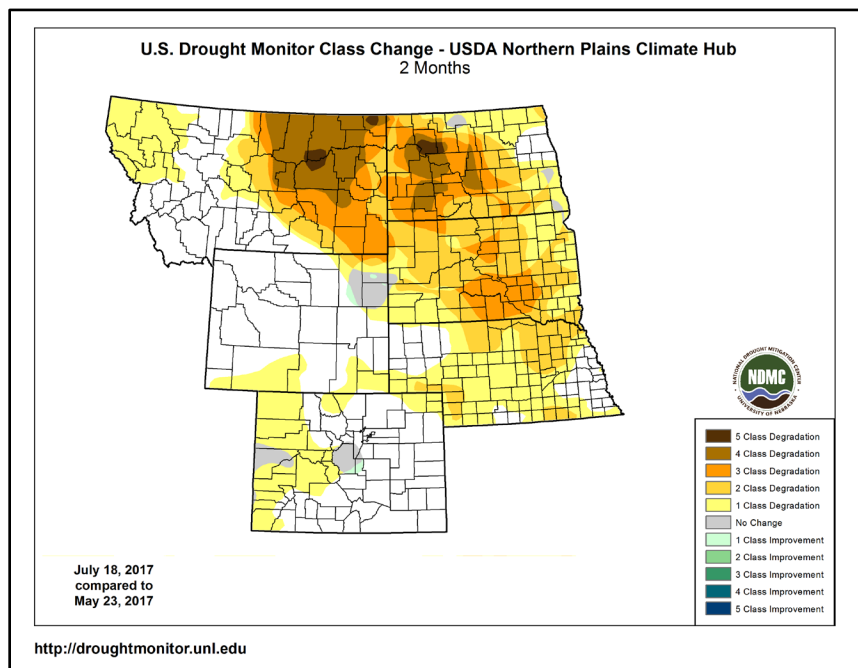 U.S. Drought Monitor Class Change - USDA Northern Plains Climate Hub
2 Months
NATIONAL DROUGHT MITIGATION CENTER
NDMC
UNIVERSITY OF NEBRASKA
5 Class Degradation
4 Class Degradation
3 Class Degradation
2 Class Degradation
1 Class Degradation
No Change
1 Class Improvement
2 Class Improvement
3 Class Improvement
4 Class Improvement
5 Class Improvement
July 18, 2017
compared to
May 23, 2017
http://droughtmonitor.unl.edu